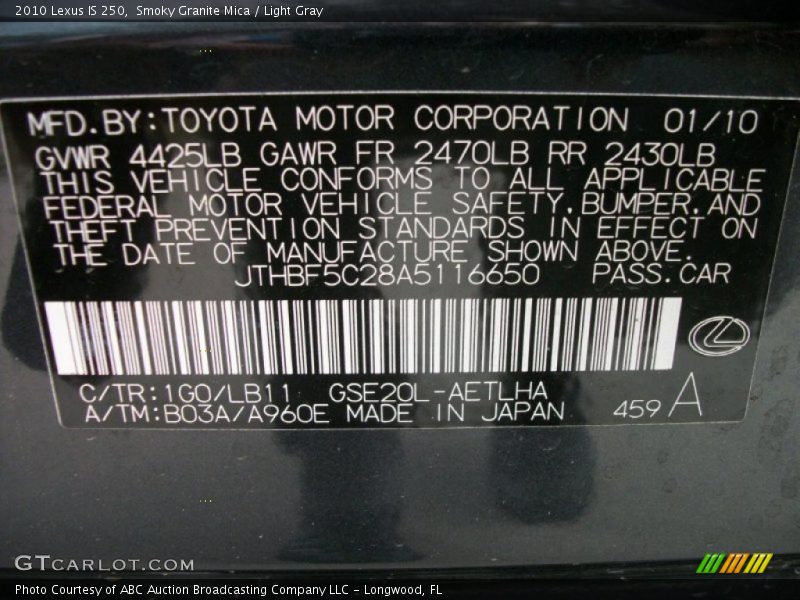 2010 Lexus IS 250, Smoky Granite Mica / Light Gray
MFD.BY:TOYOTA MOTOR CORPORATION 01/10
GVWR 4425LB GAWR FR 2470LB RR 2430LB
THIS VEHICLE CONFORMS TO ALL APPLICABLE
FEDERAL MOTOR VEHICLE SAFETY,BUMPER,AND
THEFT PREVENTION STANDARDS IN EFFECT ON
THE DATE OF MANUFACTURE SHOWN ABOVE.
JTHBF5C28A5116650 PASS.CAR
C/TR:1G0/LB11 GSE20L-AETLHA
A/TM:B03A/A960E MADE IN JAPAN 459 A
GTCARLOT.COM
Photo Courtesy of ABC Auction Broadcasting Company LLC - Longwood, FL